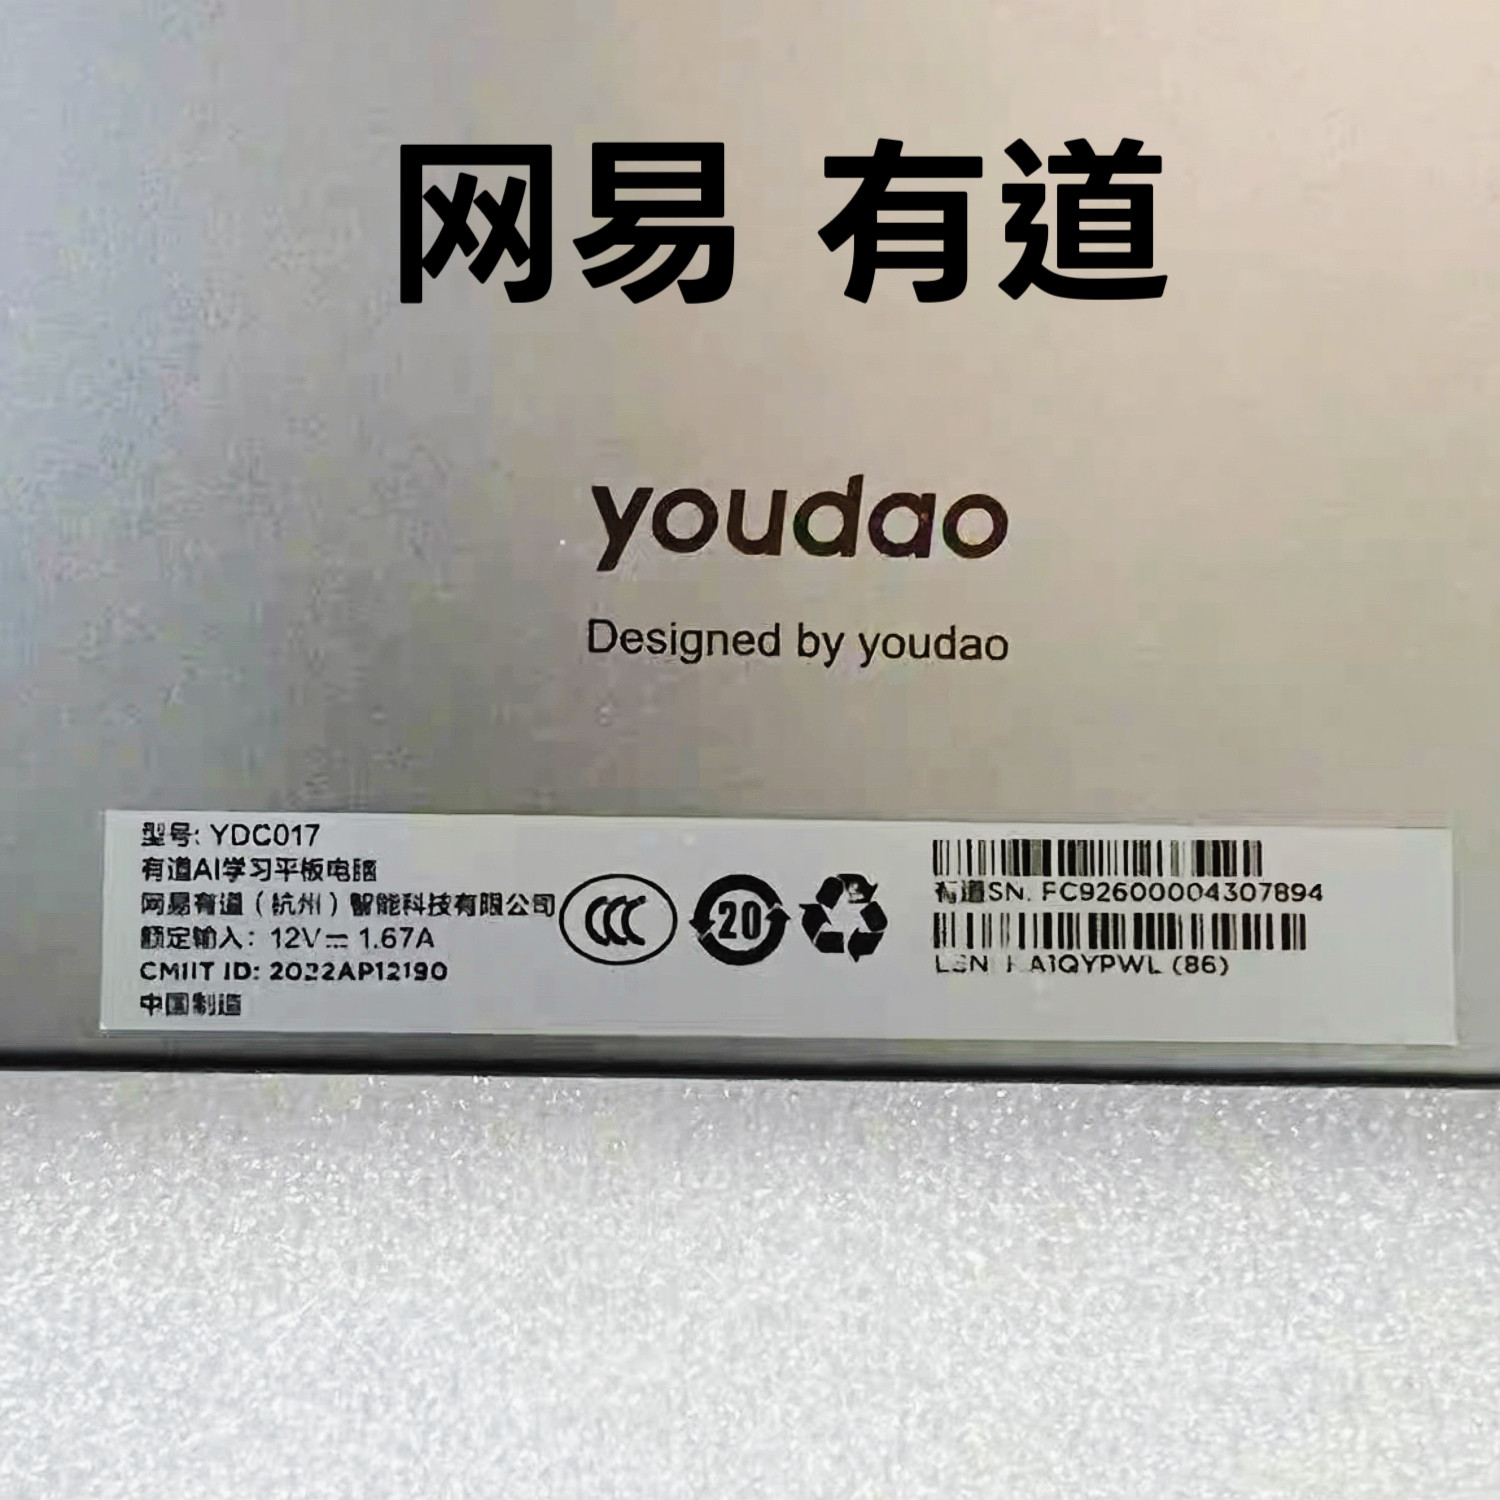 网易 有道
youdao
Designed by youdao
型号: YDC017
有道AI学习平板电脑
网易有道（杭州）智能科技有限公司
额定输入: 12V⎓1.67A
CMIIT ID: 2022AP12190
中国制造
20
有道SN: FC92600004307894
(86)